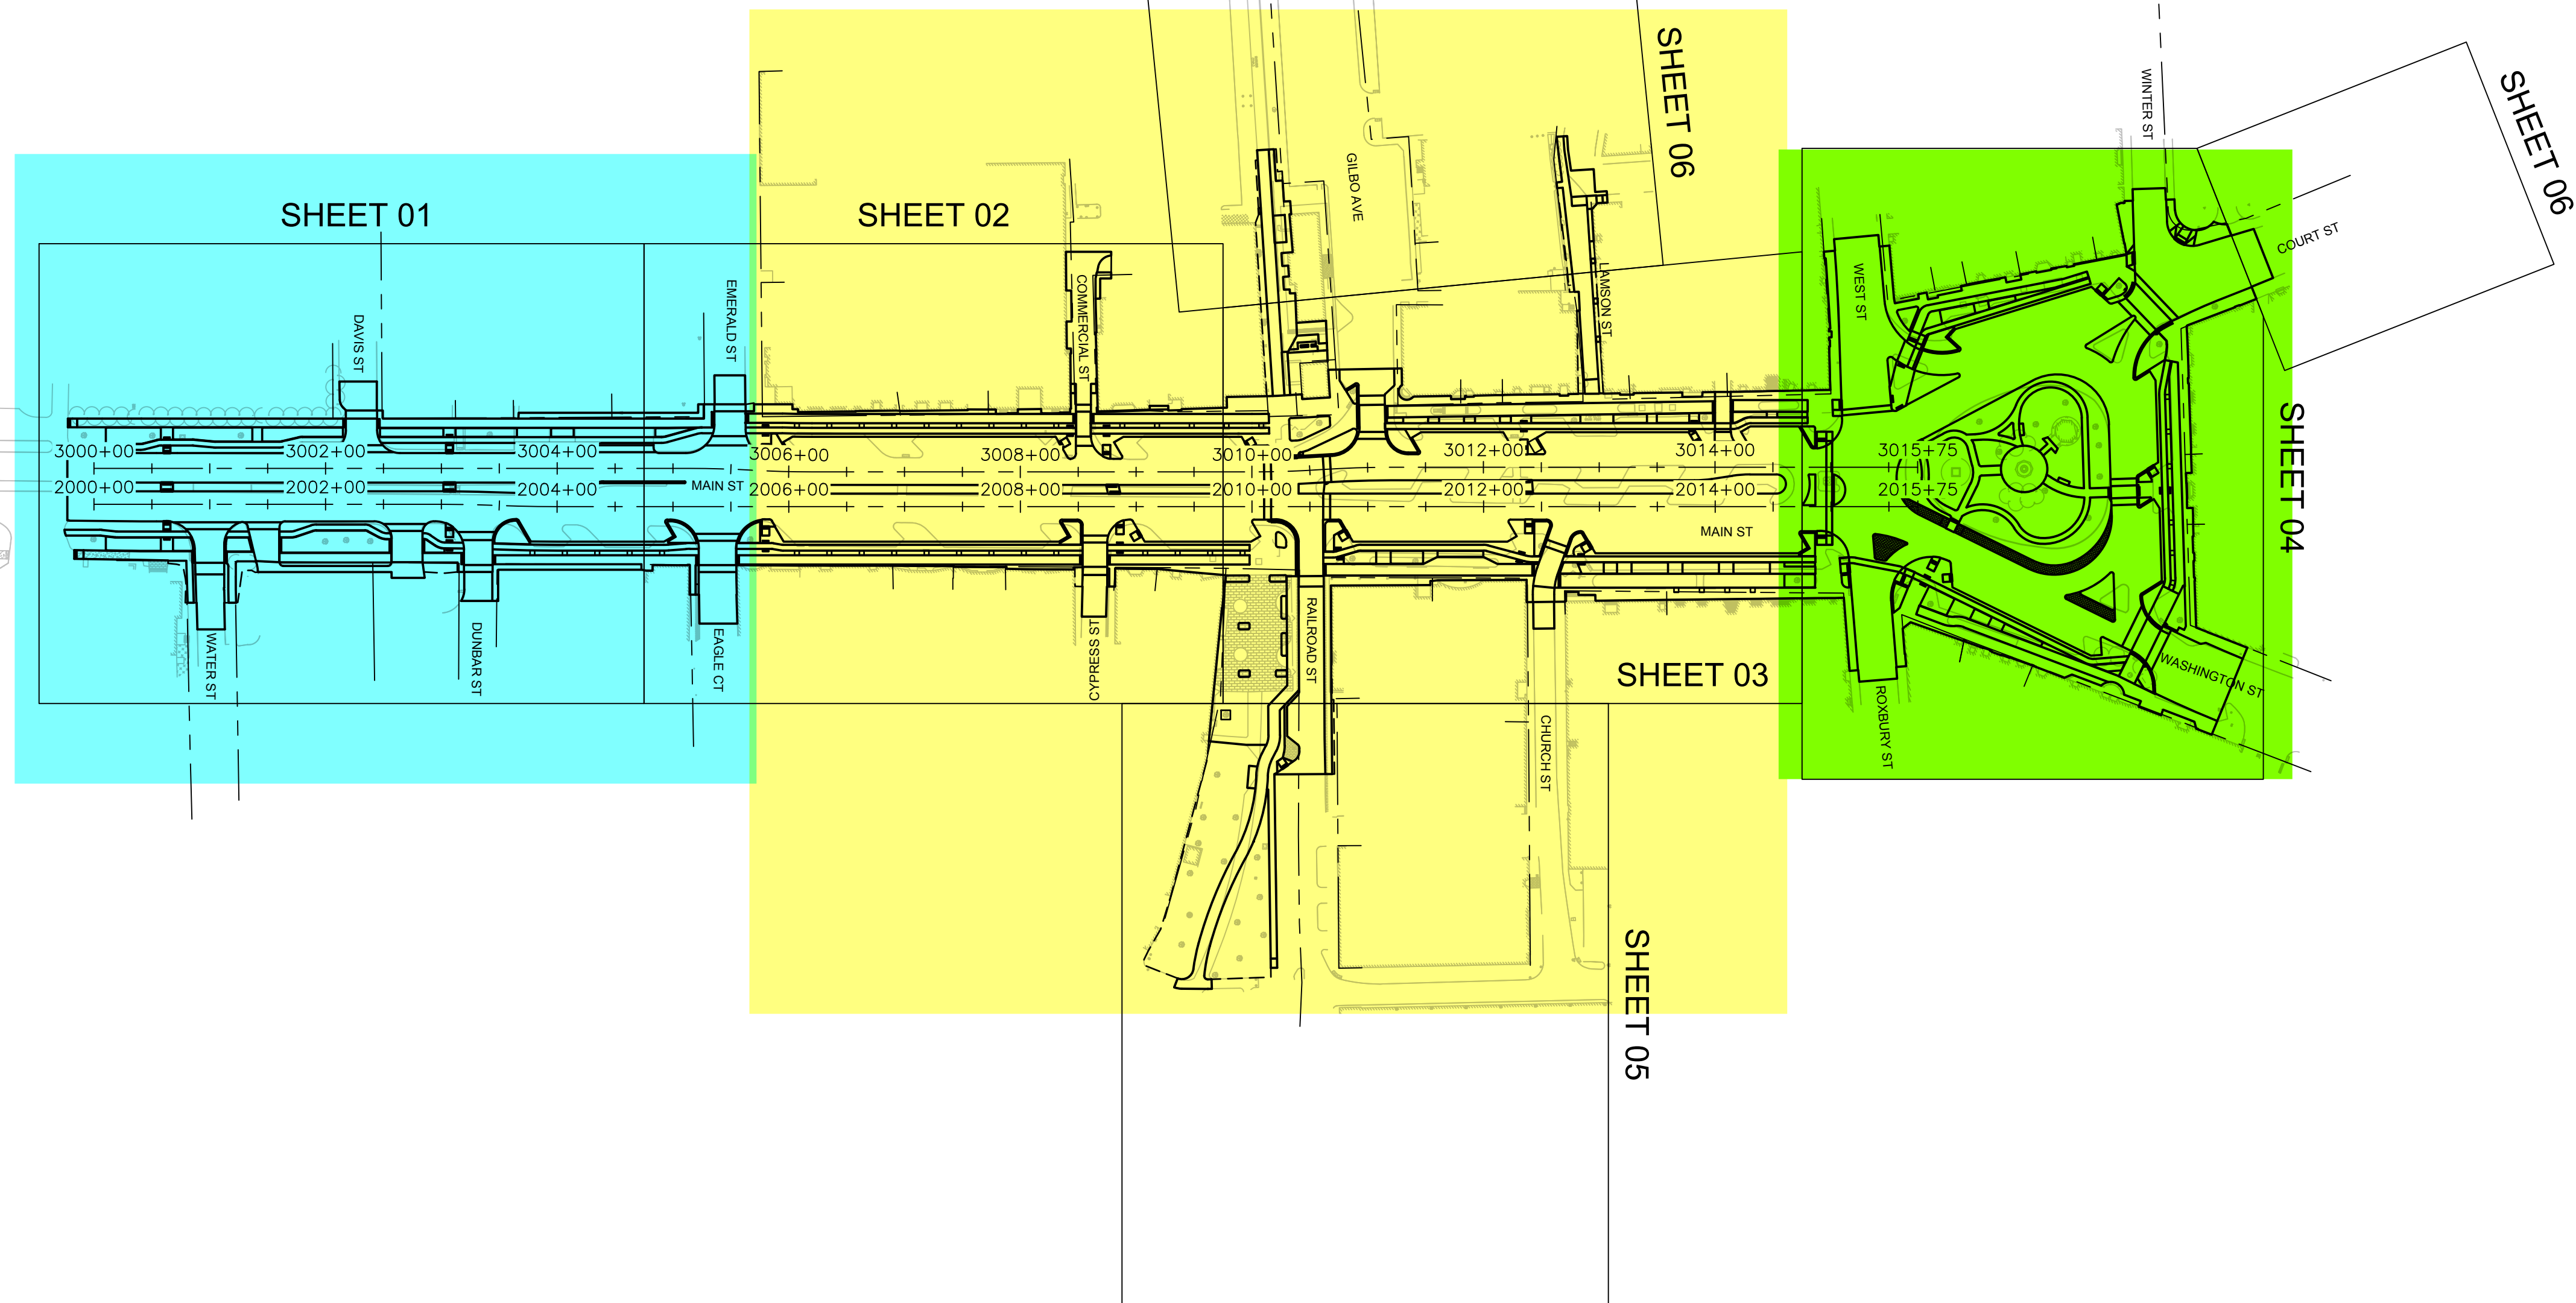 SHEET 06
SHEET 06
WINTER ST
COURT ST
SHEET 01
SHEET 02
GILBO AVE
LAMSON ST
WEST ST
DAVIS ST
EMERALD ST
COMMERCIAL ST
SHEET 04
3000+00
3002+00
3004+00
3006+00
3008+00
3010+00
3012+00
3014+00
3015+75
2000+00
2002+00
2004+00
MAIN ST
2006+00
2008+00
2010+00
2012+00
2014+00
2015+75
MAIN ST
WATER ST
DUNBAR ST
EAGLE CT
CYPRESS ST
RAILROAD ST
SHEET 03
CHURCH ST
ROXBURY ST
WASHINGTON ST
SHEET 05